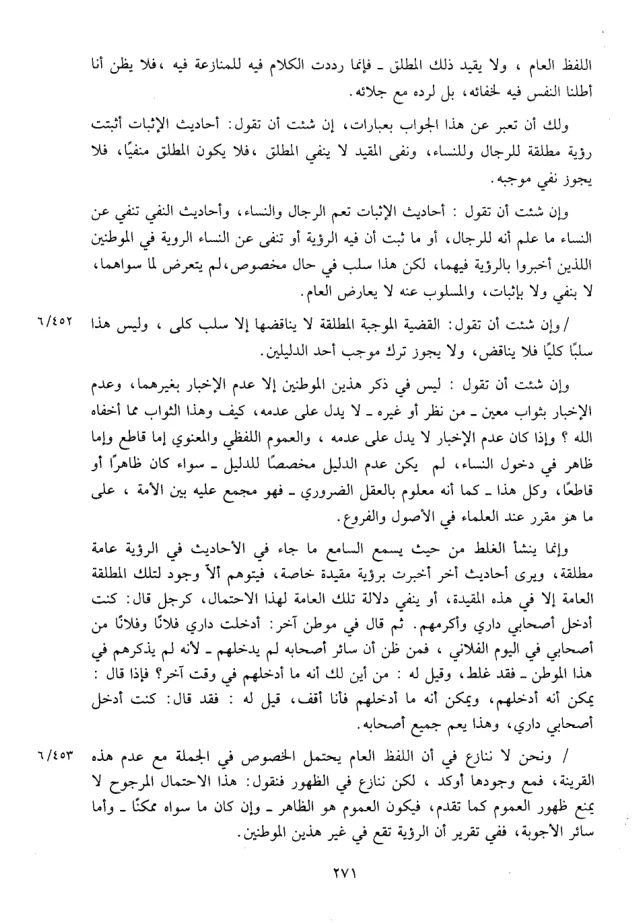 اللفظ العام ، ولا يقيد ذلك المطلق ـ فإنما رددت الكلام فيه للمنازعة فيه ،فلا يظن أنا
أطلنا النفس فيه لخفائه، بل لرده مع جلائه.
ولك أن تعبر عن هذا الجواب بعبارات، إن شئت أن تقول: أحاديث الإثبات أثبتت
رؤية مطلقة للرجال وللنساء، ونفى المقيد لا ينفي المطلق ،فلا يكون المطلق منفيًا، فلا
يجوز نفي موجبه.
وإن شئت أن تقول : أحاديث الإثبات تعم الرجال والنساء، وأحاديث النفي تنفي عن
النساء ما علم أنه للرجال، أو ما ثبت أن فيه الرؤية أو تنفى عن النساء الروية في الموطنين
اللذين أخبروا بالرؤية فيهما، لكن هذا سلب في حال مخصوص،لم يتعرض لما سواهما،
لا بنفي ولا بإثبات، والمسلوب عنه لا يعارض العام.
/ وإن شئت أن تقول: القضية الموجبة المطلقة لا يناقضها إلا سلب كلى ، وليس هذا ٦/٤٥٢
سلبًا كليًا فلا يناقض، ولا يجوز ترك موجب أحد الدليلين.
وإن شئت أن تقول : ليس في ذكر هذين الموطنين إلا عدم الإخبار بغيرهما، وعدم
الإخبار بثواب معين ـ من نظر أو غيره ـ لا يدل على عدمه، كيف وهذا الثواب مما أخفاه
الله ؟ وإذا كان عدم الإخبار لا يدل على عدمه ، والعموم اللفظي والمعنوي إما قاطع وإما
ظاهر في دخول النساء، لم يكن عدم الدليل مخصصًا للدليل ـ سواء كان ظاهرًا أو
قاطعًا، وكل هذا ـ كما أنه معلوم بالعقل الضروري ـ فهو مجمع عليه بين الأمة ، على
ما هو مقرر عند العلماء في الأصول والفروع.
وإنما ينشأ الغلط من حيث يسمع السامع ما جاء في الأحاديث في الرؤية عامة
مطلقة، ويرى أحاديث أخر أخبرت برؤية مقيدة خاصة، فيتوهم ألاّ وجود لتلك المطلقة
العامة إلا في هذه المقيدة، أو ينفي دلالة تلك العامة لهذا الاحتمال، كرجل قال: كنت
أدخل أصحابي داري وأكرمهم. ثم قال في موطن آخر: أدخلت داري فلانًا وفلانًا من
أصحابي في اليوم الفلاني ، فمن ظن أن سائر أصحابه لم يدخلهم ـ لأنه لم يذكرهم في
هذا الموطن ـ فقد غلط، وقيل له : من أين لك أنه ما أدخلهم في وقت آخر؟ فإذا قال :
يمكن أنه أدخلهم، ويمكن أنه ما أدخلهم فأنا أقف، قيل له : فقد قال: كنت أدخل
أصحابي داري، وهذا يعم جميع أصحابه.
/ ونحن لا ننازع في أن اللفظ العام يحتمل الخصوص في الجملة مع عدم هذه ٦/٤٥٣
القرينة، فمع وجودها أوكد ، لكن ننازع في الظهور فنقول: هذا الاحتمال المرجوح لا
يمنع ظهور العموم كما تقدم، فيكون العموم هو الظاهر ـ وإن كان ما سواه ممكنًا ـ وأما
سائر الأجوبة، ففي تقرير أن الرؤية تقع في غير هذين الموطنين.
٢٧١